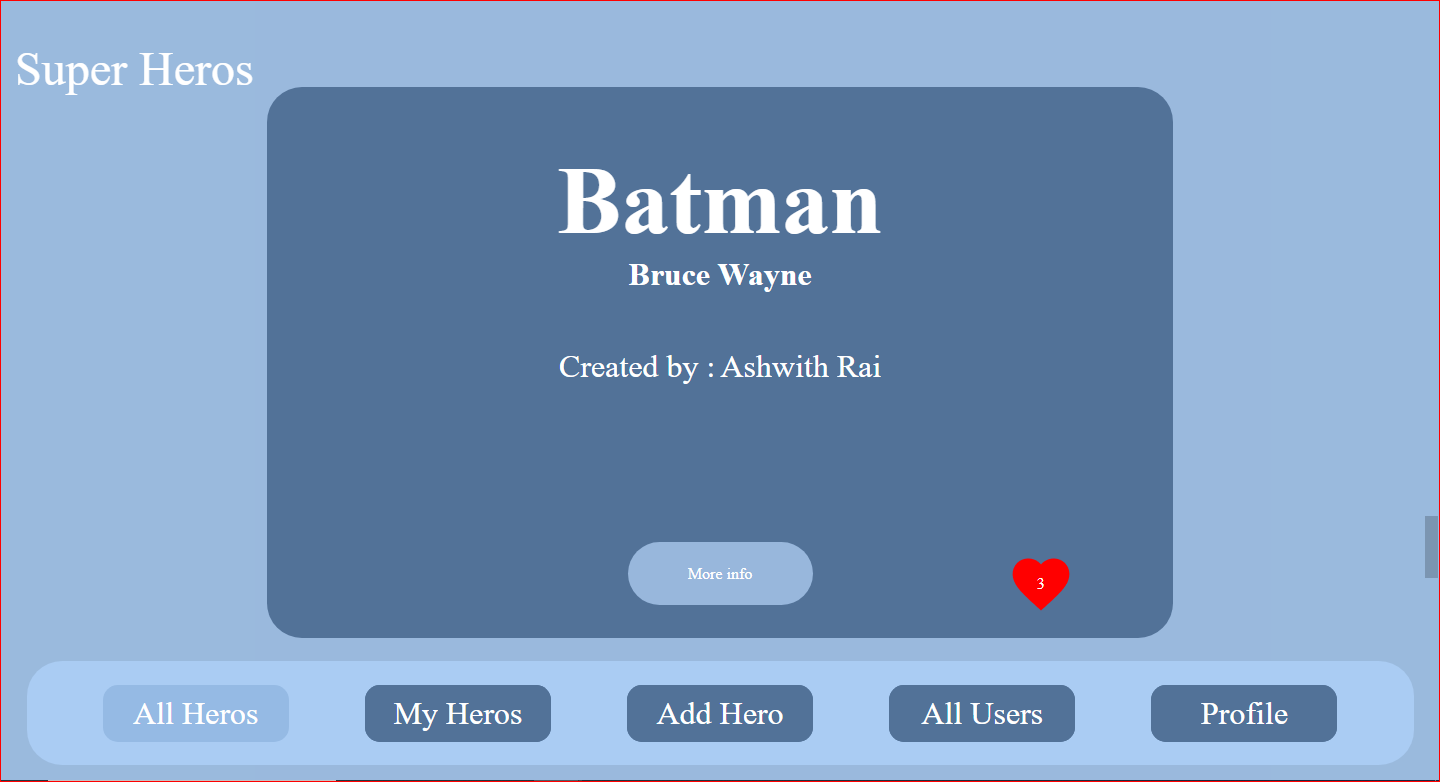 Super Heros
Batman
Bruce Wayne
Created by : Ashwith Rai
More info
3
All Heros
My Heros
Add Hero
All Users
Profile